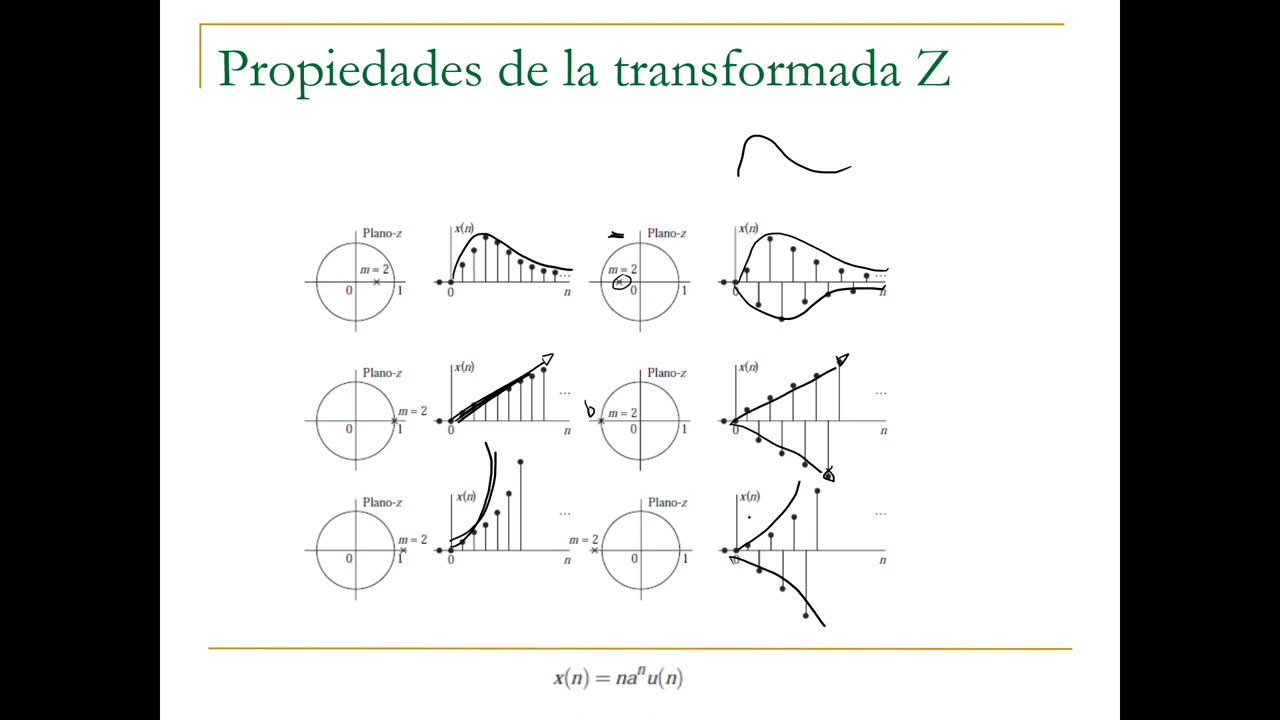 Propiedades de la transformada Z
Plano-z
m = 2
0
1
x(n)
0
n
...
Plano-z
m = 2
0
1
x(n)
0
n
...
Plano-z
m = 2
0
1
x(n)
0
n
...
b
Plano-z
m = 2
0
1
x(n)
0
n
...
Plano-z
m = 2
0
1
x(n)
0
n
...
Plano-z
m = 2
0
1
x(n)
0
n
...
x(n) = naⁿu(n)